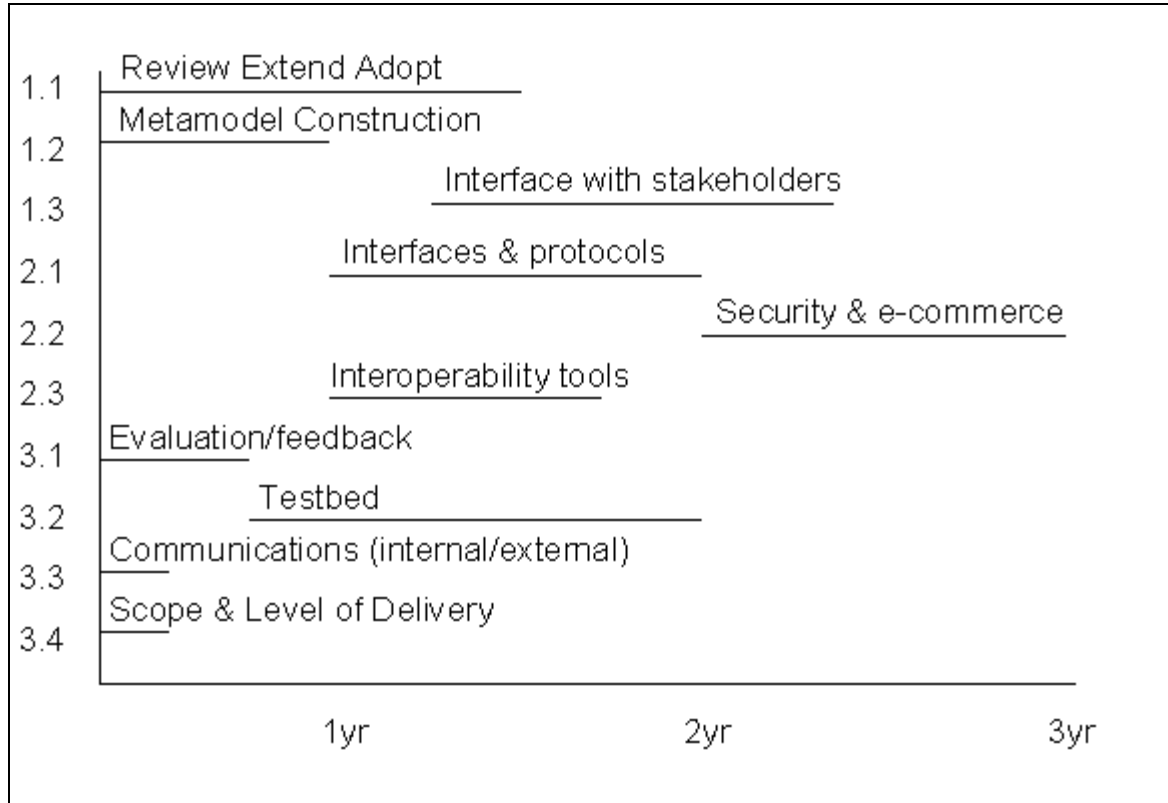 Review Extend Adopt
1.1
Metamodel Construction
1.2
Interface with stakeholders
1.3
Interfaces & protocols
2.1
Security & e-commerce
2.2
Interoperability tools
2.3
Evaluation/feedback
3.1
Testbed
3.2
Communications (internal/external)
3.3
Scope & Level of Delivery
3.4
1yr 2yr 3yr